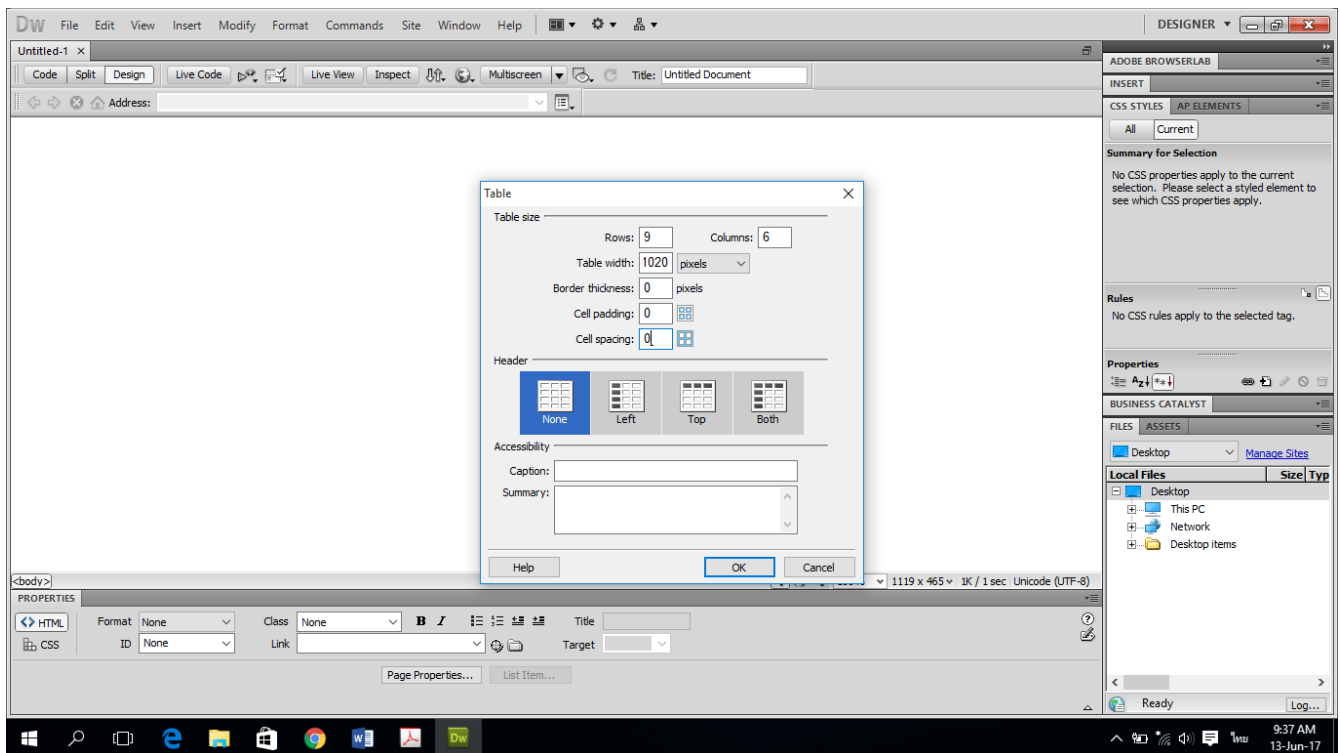 DW File Edit View Insert Modify Format Commands Site Window Help DESIGNER
Untitled-1
Code Split Design Live Code Live View Inspect Multiscreen Title: Untitled Document
Address:
Table
Table size
Rows: 9 Columns: 6
Table width: 1020 pixels
Border thickness: 0 pixels
Cell padding: 0
Cell spacing: 0
Header
None Left Top Both
Accessibility
Caption:
Summary:
Help OK Cancel
<body> 1119 x 465 1K / 1 sec Unicode (UTF-8)
PROPERTIES
<> HTML Format None Class None B I Title
CSS ID None Link Target
Page Properties... List Item...
ADOBE BROWSERLAB
INSERT
CSS STYLES AP ELEMENTS
All Current
Summary for Selection
No CSS properties apply to the current
selection. Please select a styled element to
see which CSS properties apply.
Rules
No CSS rules apply to the selected tag.
Properties
BUSINESS CATALYST
FILES ASSETS
Desktop Manage Sites
Local Files Size Typ
Desktop
This PC
Network
Desktop items
Ready Log...
Dw ไทย 9:37 AM
13-Jun-17